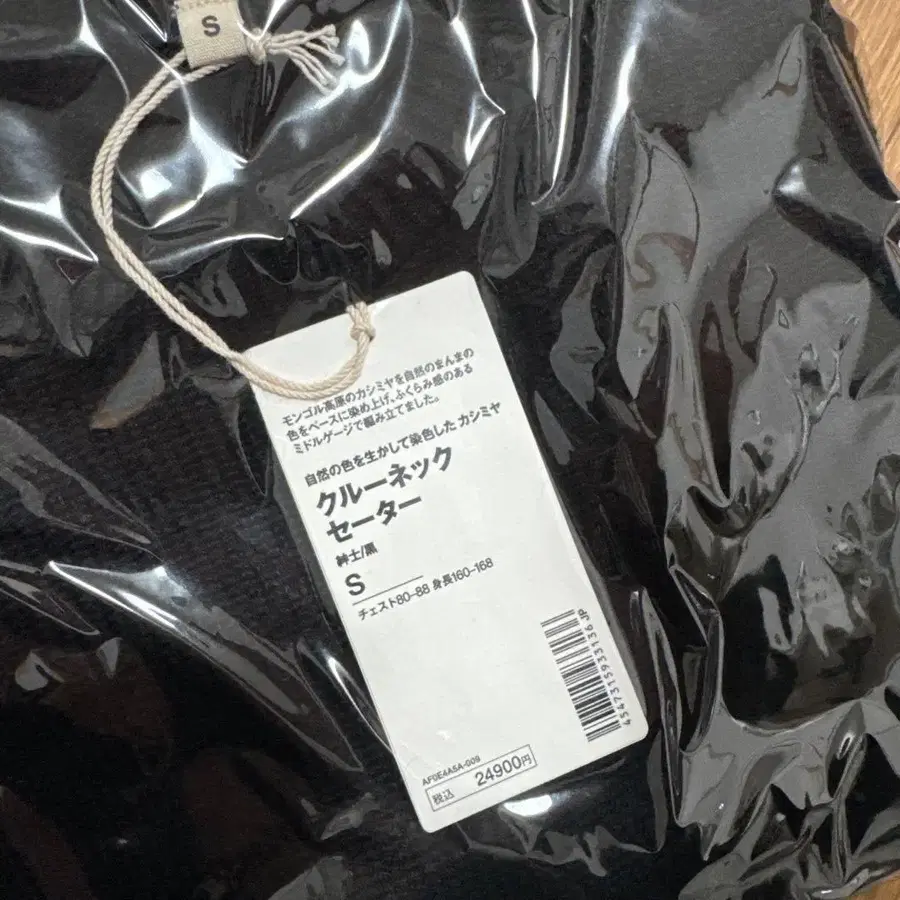 S
モンゴル高原のカシミヤを自然のまんまの
色をベースに染め上げ、ふくらみ感のある
ミドルゲージで編み立てました。
自然の色を生かして染色した カシミヤ
クルーネック
セーター
紳士/黒
S
チェスト80-88 身長160-168
4547315933136 JP
AF0E4A5A-009
税込 24900円